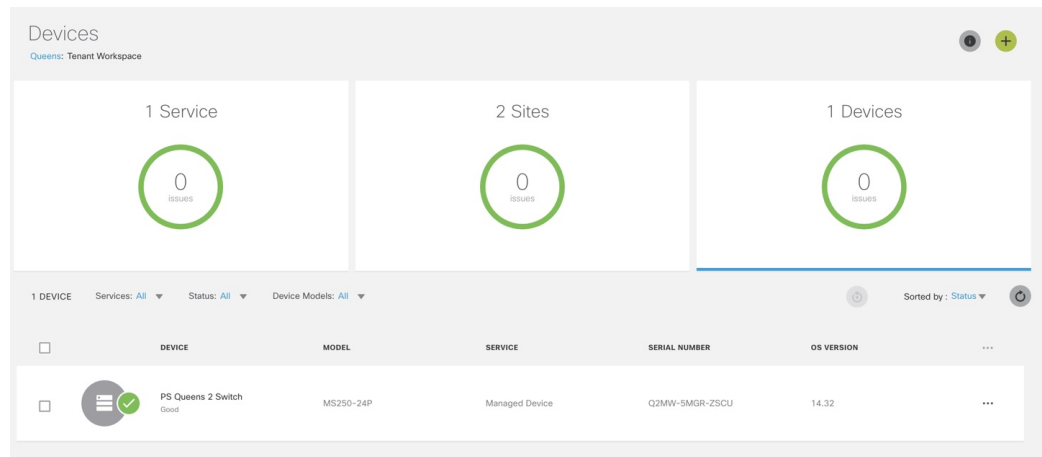 Devices
Queens: Tenant Workspace
1 Service
2 Sites
1 Devices
0
issues
0
issues
0
issues
1 DEVICE Services: All Status: All Device Models: All Sorted by : Status
DEVICE MODEL SERVICE SERIAL NUMBER OS VERSION ...
PS Queens 2 Switch
Good
MS250-24P Managed Device Q2MW-5MGR-ZSCU 14.32 ...